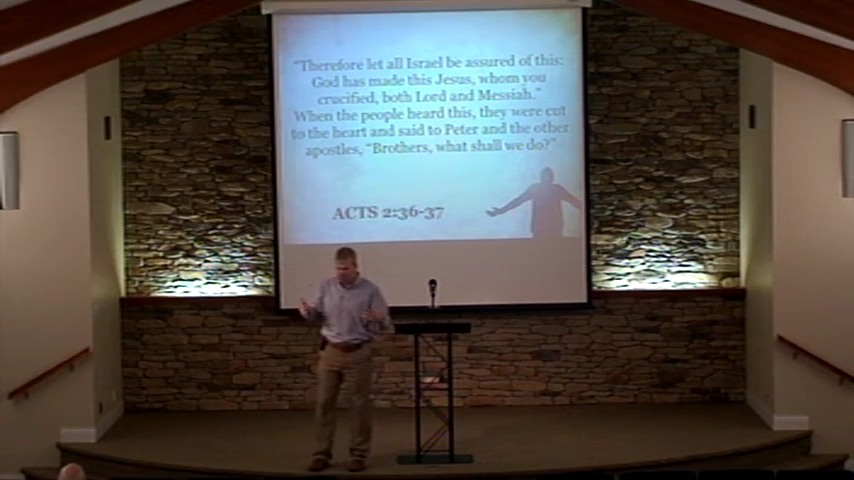 “Therefore let all Israel be assured of this:
God has made this Jesus, whom you
crucified, both Lord and Messiah.”
When the people heard this, they were cut
to the heart and said to Peter and the other
apostles, “Brothers, what shall we do?”
ACTS 2:36-37